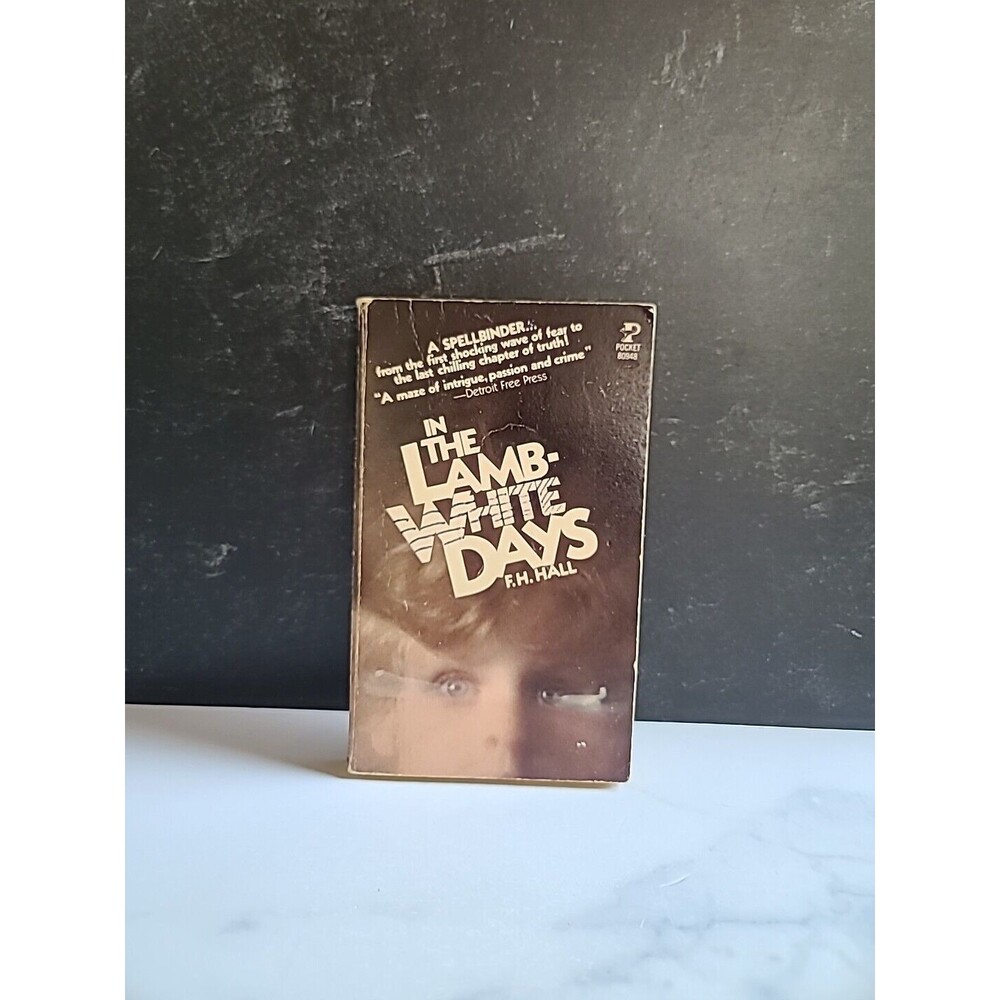 A SPELLBINDER...
from the first shocking wave of fear to
the last chilling chapter of truth!
"A maze of intrigue, passion and crime"
—Detroit Free Press
P
POCKET
80946
IN
THE
LAMB-
WHITE
DAYS
F.H. HALL